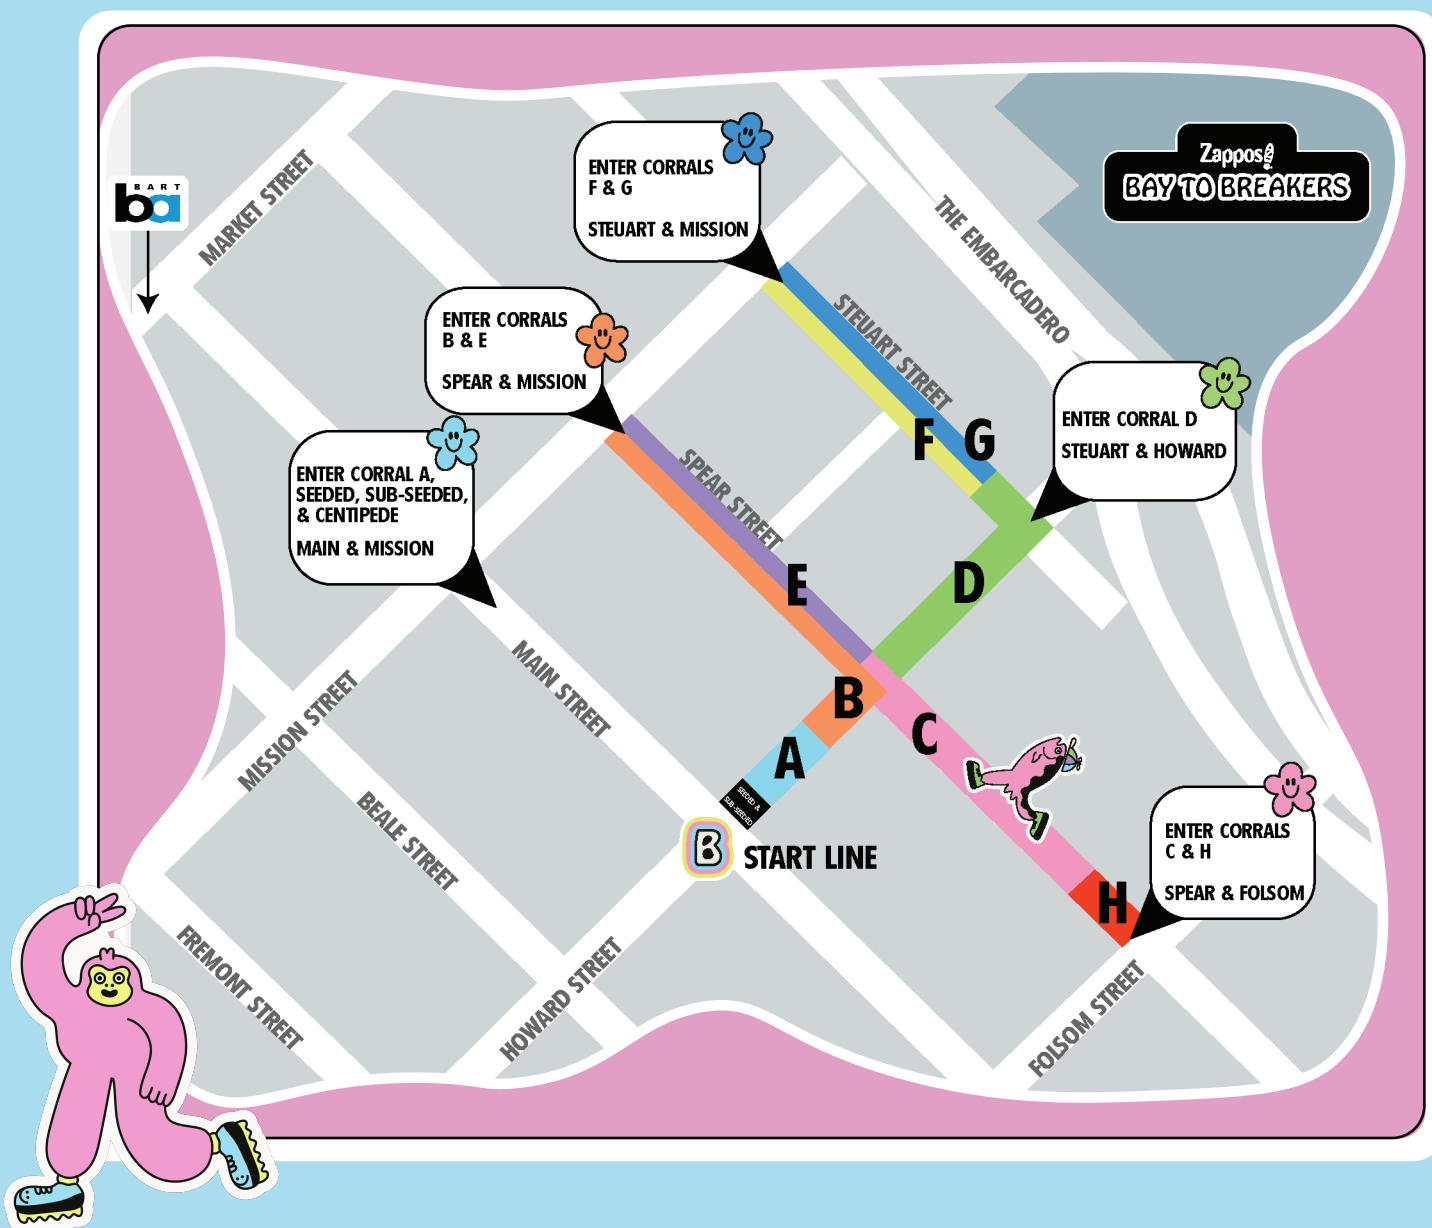 Zappos
BAY TO BREAKERS
BART
ba
MARKET STREET
ENTER CORRALS
F & G
STEUART & MISSION
THE EMBARCADERO
STEUART STREET
ENTER CORRALS
B & E
SPEAR & MISSION
ENTER CORRAL D
STEUART & HOWARD
F
G
ENTER CORRAL A,
SEEDED, SUB-SEEDED,
& CENTIPEDE
MAIN & MISSION
SPEAR STREET
E
D
MAIN STREET
MISSION STREET
B
C
A
SEEDED &
SUB-SEEDED
BEALE STREET
B
START LINE
ENTER CORRALS
C & H
SPEAR & FOLSOM
H
FREMONT STREET
HOWARD STREET
FOLSOM STREET